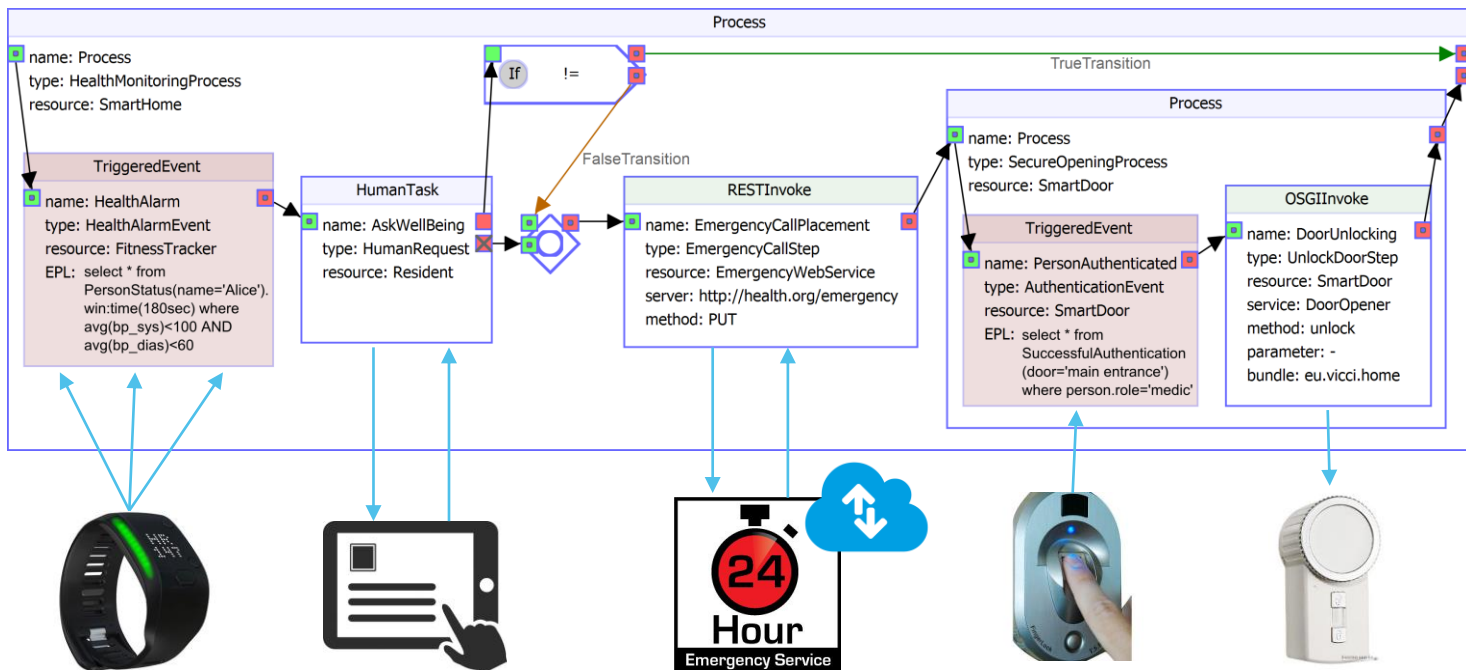 Process
name: Process
type: HealthMonitoringProcess
resource: SmartHome
If
!=
TrueTransition
FalseTransition
TriggeredEvent
name: HealthAlarm
type: HealthAlarmEvent
resource: FitnessTracker
EPL: select * from
PersonStatus(name='Alice').
win:time(180sec) where
avg(bp_sys)<100 AND
avg(bp_dias)<60
HumanTask
name: AskWellBeing
type: HumanRequest
resource: Resident
RESTInvoke
name: EmergencyCallPlacement
type: EmergencyCallStep
resource: EmergencyWebService
server: http://health.org/emergency
method: PUT
Process
name: Process
type: SecureOpeningProcess
resource: SmartDoor
TriggeredEvent
name: PersonAuthenticated
type: AuthenticationEvent
resource: SmartDoor
EPL: select * from
SuccessfulAuthentication
(door='main entrance')
where person.role='medic'
OSGIInvoke
name: DoorUnlocking
type: UnlockDoorStep
resource: SmartDoor
service: DoorOpener
method: unlock
parameter: -
bundle: eu.vicci.home
HR
147
24
Hour
Emergency Service